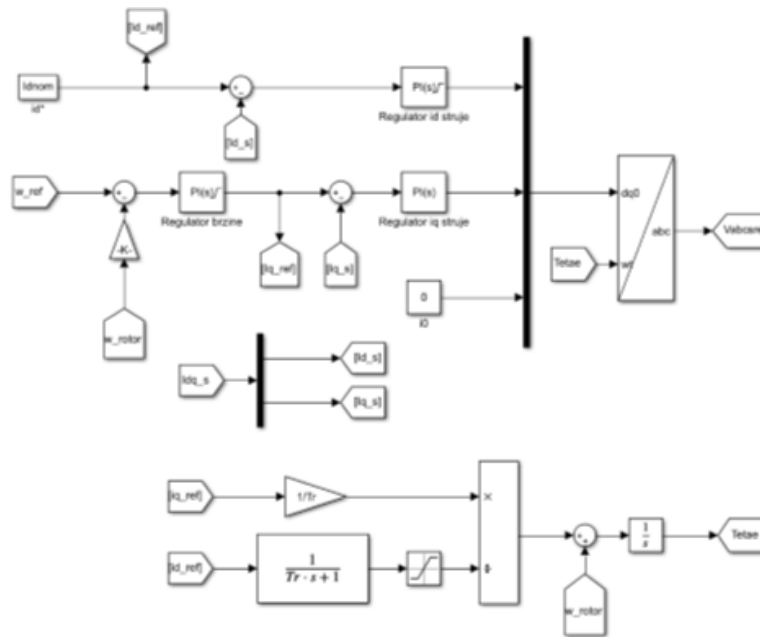 [Id_ref]
Idnom
id*
[Id_s]
PI(s)
Regulator id struje
w_ref
PI(s)
Regulator brzine
PI(s)
Regulator iq struje
-K-
[Iq_ref]
[Iq_s]
w_rotor
0
i0
dq0
abc
wt
Tetae
Idq_s
[Id_s]
[Iq_s]
[iq_ref]
1/Tr
×
÷
[Id_ref]
1
Tr · s + 1
1
s
Tetae
w_rotor